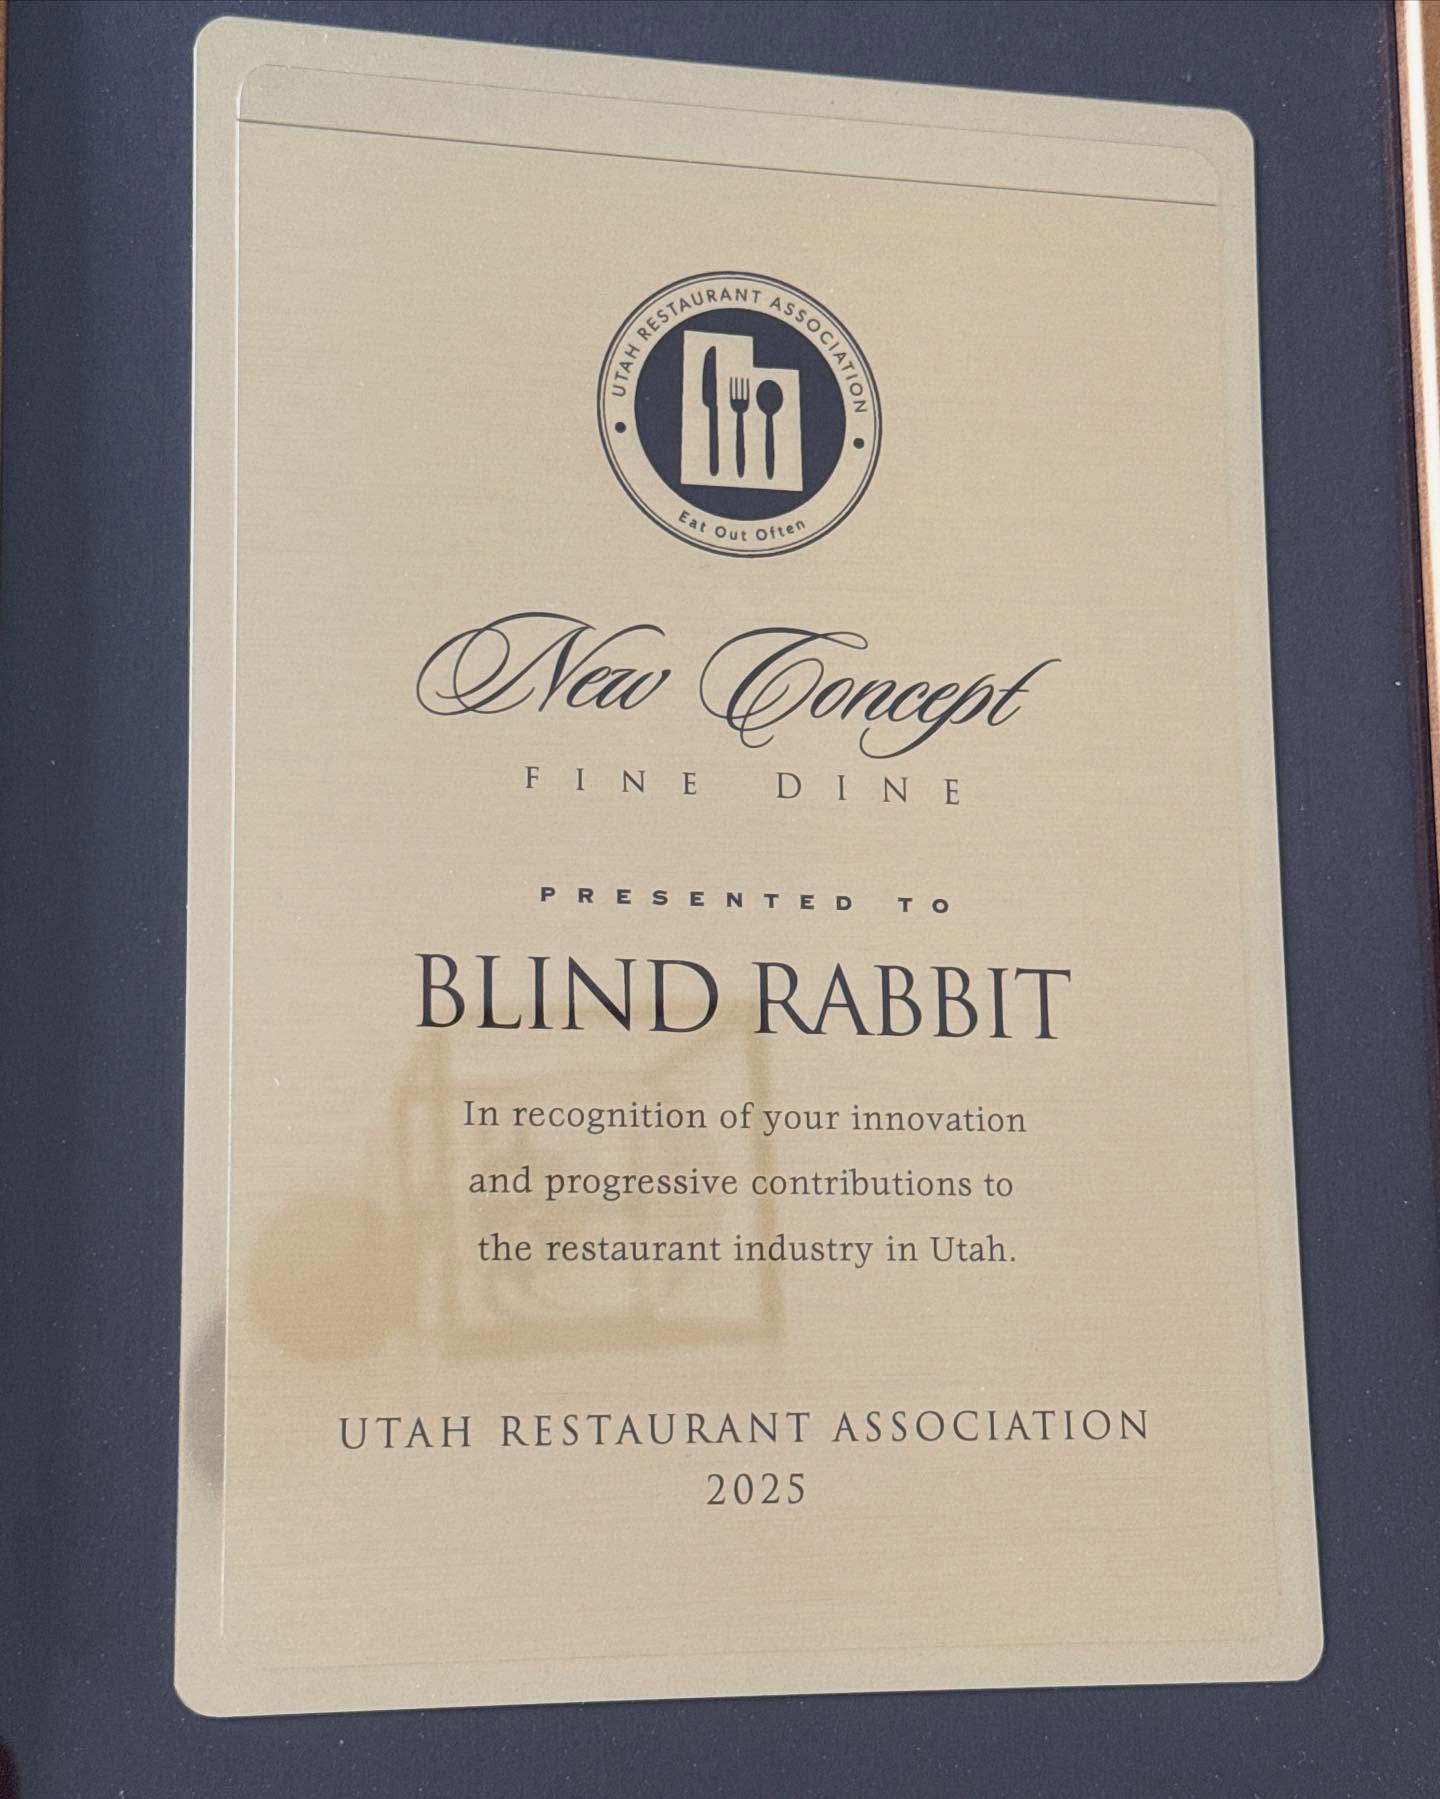 UTAH RESTAURANT ASSOCIATION
Eat Out Often
New Concept
FINE DINE
PRESENTED TO
BLIND RABBIT
In recognition of your innovation
and progressive contributions to
the restaurant industry in Utah.
UTAH RESTAURANT ASSOCIATION
2025